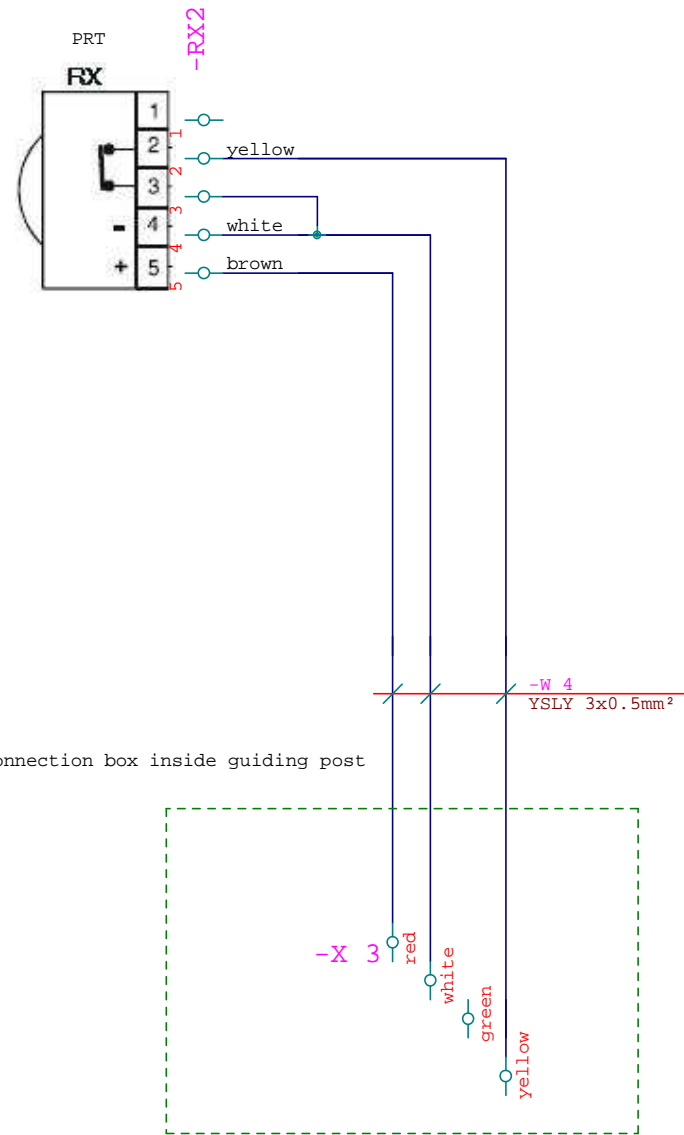 PRT
-RX2
RX
1
2
3
-
4
+
5
1
2
3
4
5
yellow
white
brown
-W 4
YSLY 3x0.5mm²
onnection box inside guiding post
-X 3
red
white
green
yellow